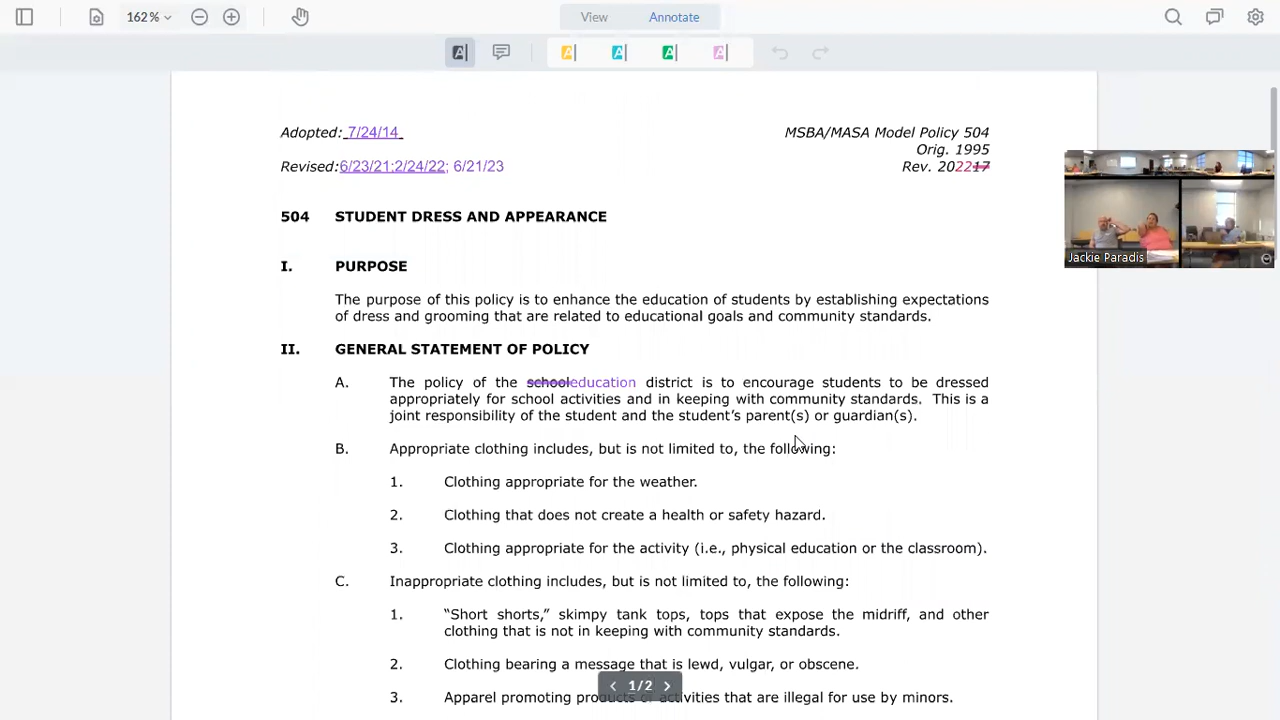 162%
View
Annotate
Adopted: 7/24/14
MSBA/MASA Model Policy 504
Orig. 1995
Revised:6/23/21;2/24/22; 6/21/23
Rev. 202217
504 STUDENT DRESS AND APPEARANCE
I. PURPOSE
The purpose of this policy is to enhance the education of students by establishing expectations
of dress and grooming that are related to educational goals and community standards.
II. GENERAL STATEMENT OF POLICY
A. The policy of the schooleducation district is to encourage students to be dressed
appropriately for school activities and in keeping with community standards. This is a
joint responsibility of the student and the student's parent(s) or guardian(s).
B. Appropriate clothing includes, but is not limited to, the following:
1. Clothing appropriate for the weather.
2. Clothing that does not create a health or safety hazard.
3. Clothing appropriate for the activity (i.e., physical education or the classroom).
C. Inappropriate clothing includes, but is not limited to, the following:
1. “Short shorts,” skimpy tank tops, tops that expose the midriff, and other
clothing that is not in keeping with community standards.
2. Clothing bearing a message that is lewd, vulgar, or obscene.
3. Apparel promoting products or activities that are illegal for use by minors.
1/2
Jackie Paradis